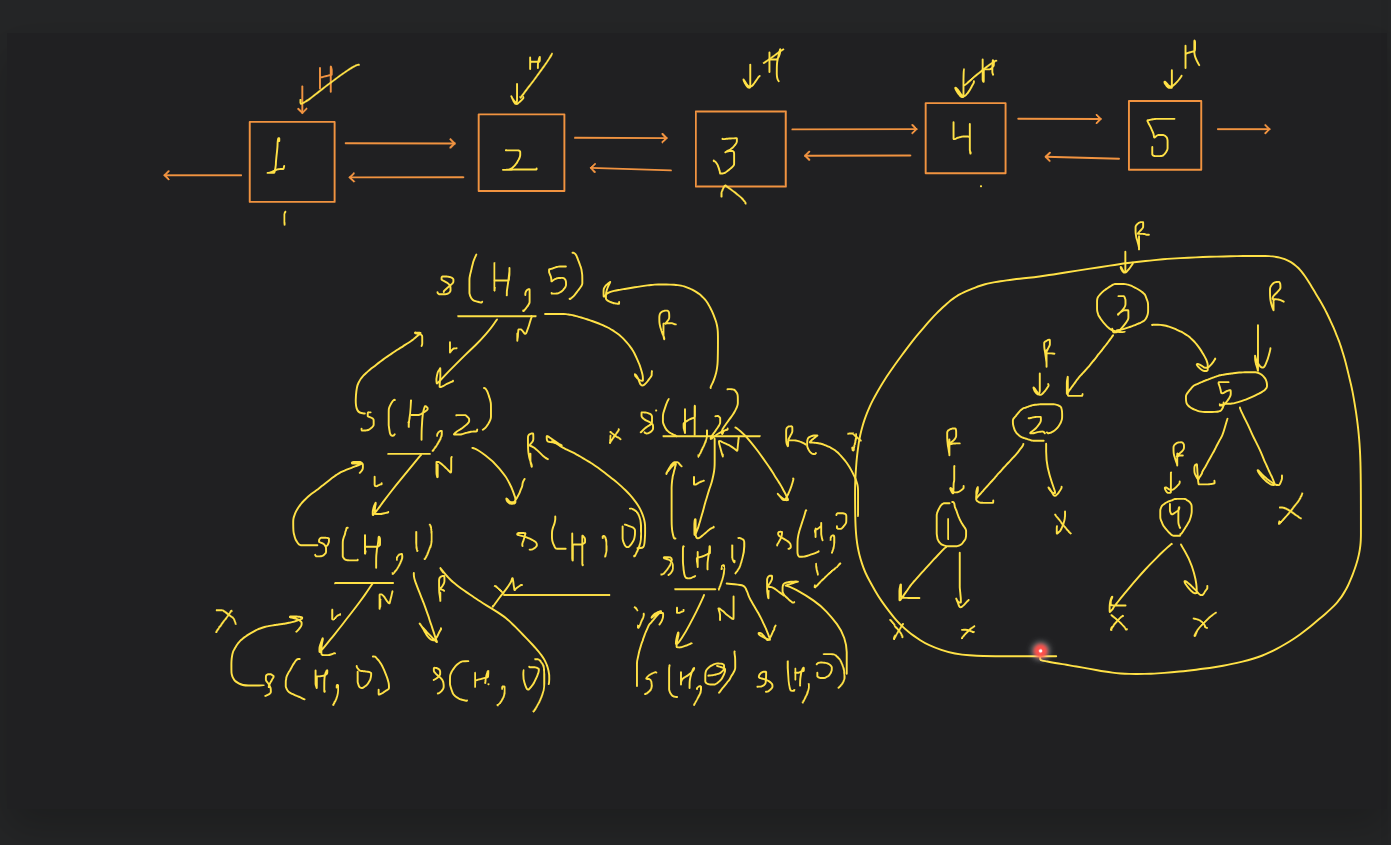 H H H H H
1 2 3 4 5
s(H,5)
L N R
s(H,2) s(H,2)
L N R L N R
s(H,1) s(H,0) s(H,1) s(H,0)
L N R L N R
s(H,0) s(H,0) s(H,0) s(H,0)
R
3
R R
2 5
R R
1 X 4 X
X X X X